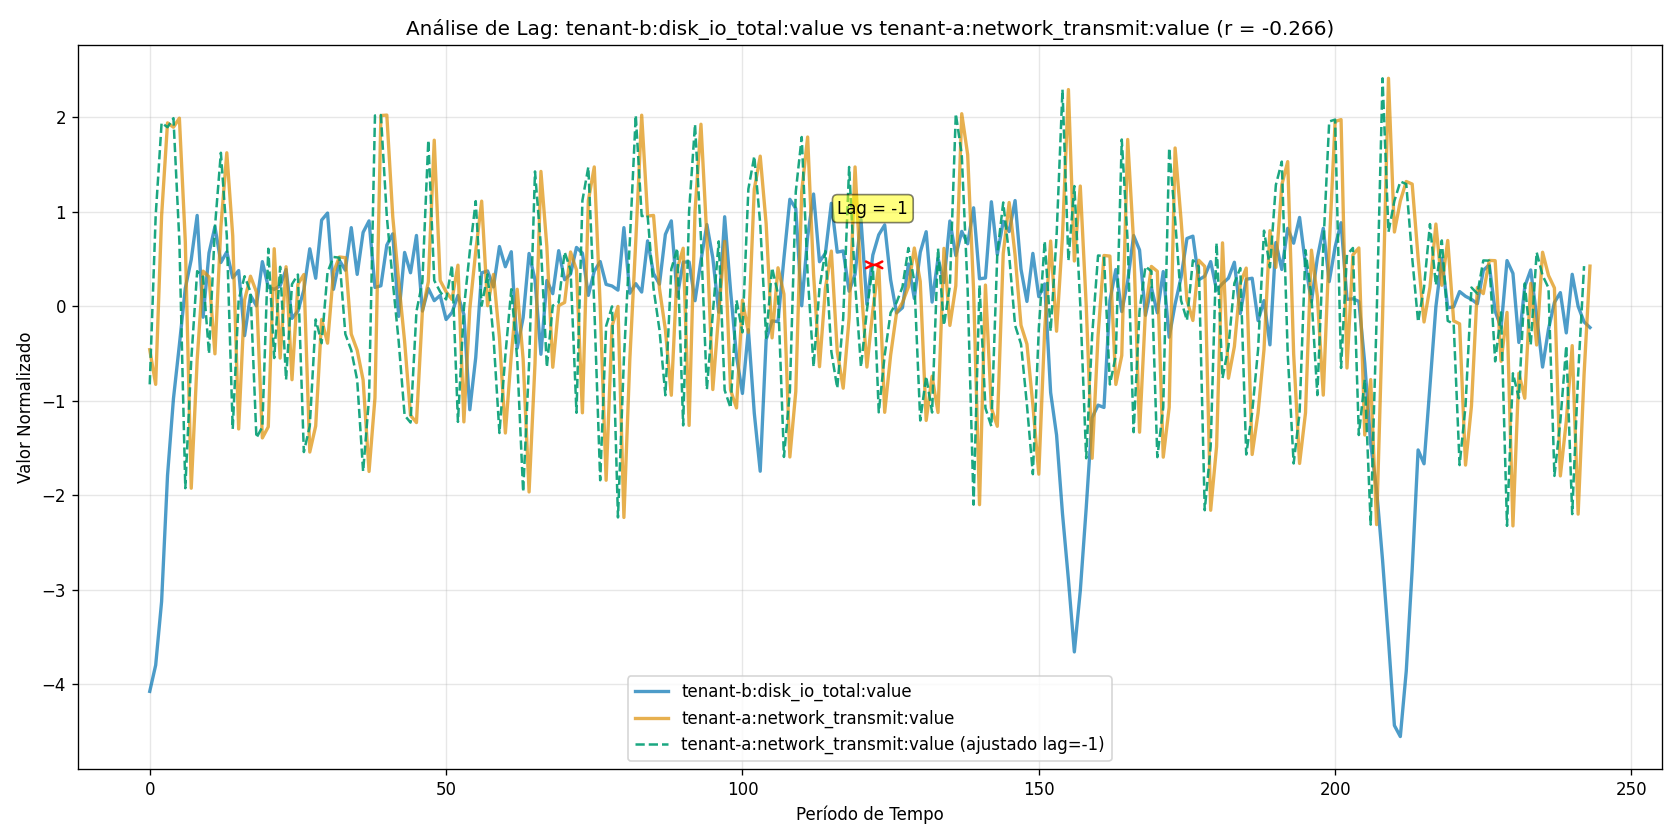 Análise de Lag: tenant-b:disk_io_total:value vs tenant-a:network_transmit:value (r = -0.266)
Valor Normalizado
2
1
0
−1
−2
−3
−4
Lag = -1
tenant-b:disk_io_total:value
tenant-a:network_transmit:value
tenant-a:network_transmit:value (ajustado lag=-1)
0 50 100 150 200 250
Período de Tempo